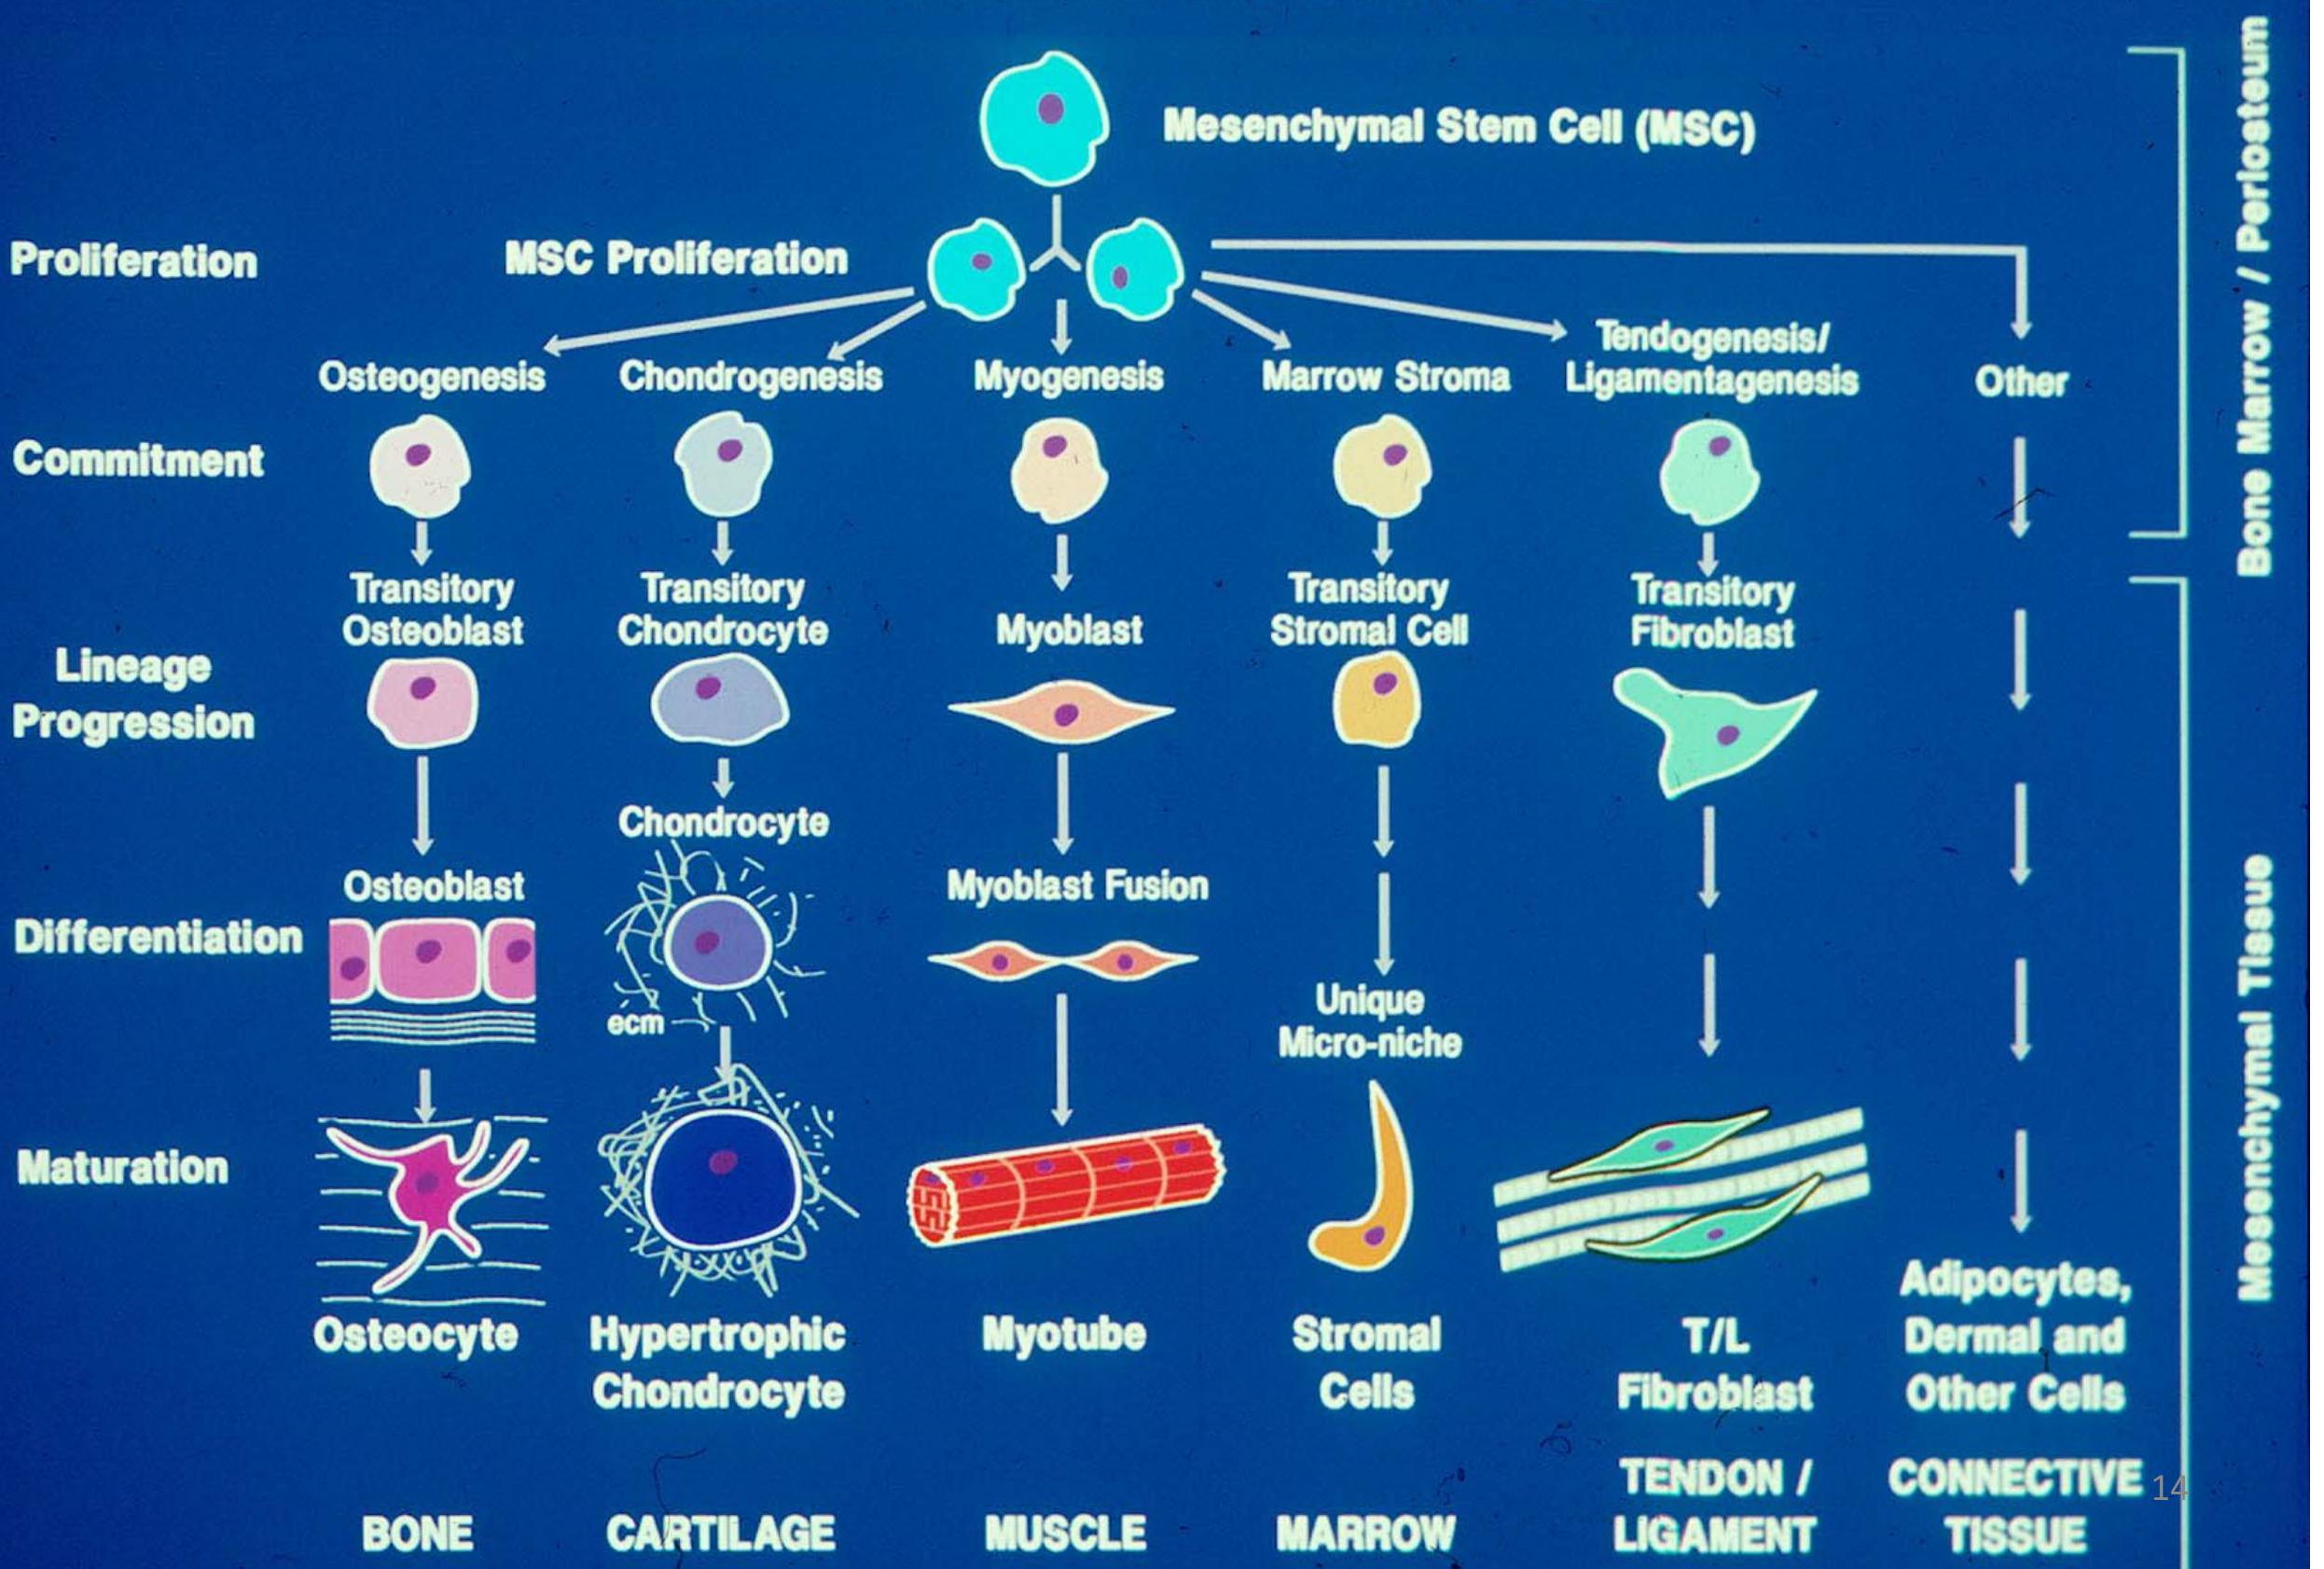 Mesenchymal Stem Cell (MSC)
Proliferation
MSC Proliferation
Osteogenesis
Chondrogenesis
Myogenesis
Marrow Stroma
Tendogenesis/
Ligamentagenesis
Other
Commitment
Transitory
Osteoblast
Transitory
Chondrocyte
Myoblast
Transitory
Stromal Cell
Transitory
Fibroblast
Lineage
Progression
Chondrocyte
Osteoblast
Myoblast Fusion
Differentiation
ecm
Unique
Micro-niche
Maturation
Osteocyte
Hypertrophic
Chondrocyte
Myotube
Stromal
Cells
T/L
Fibroblast
Adipocytes,
Dermal and
Other Cells
BONE
CARTILAGE
MUSCLE
MARROW
TENDON /
LIGAMENT
CONNECTIVE
TISSUE
14
Bone Marrow / Periosteum
Mesenchymal Tissue